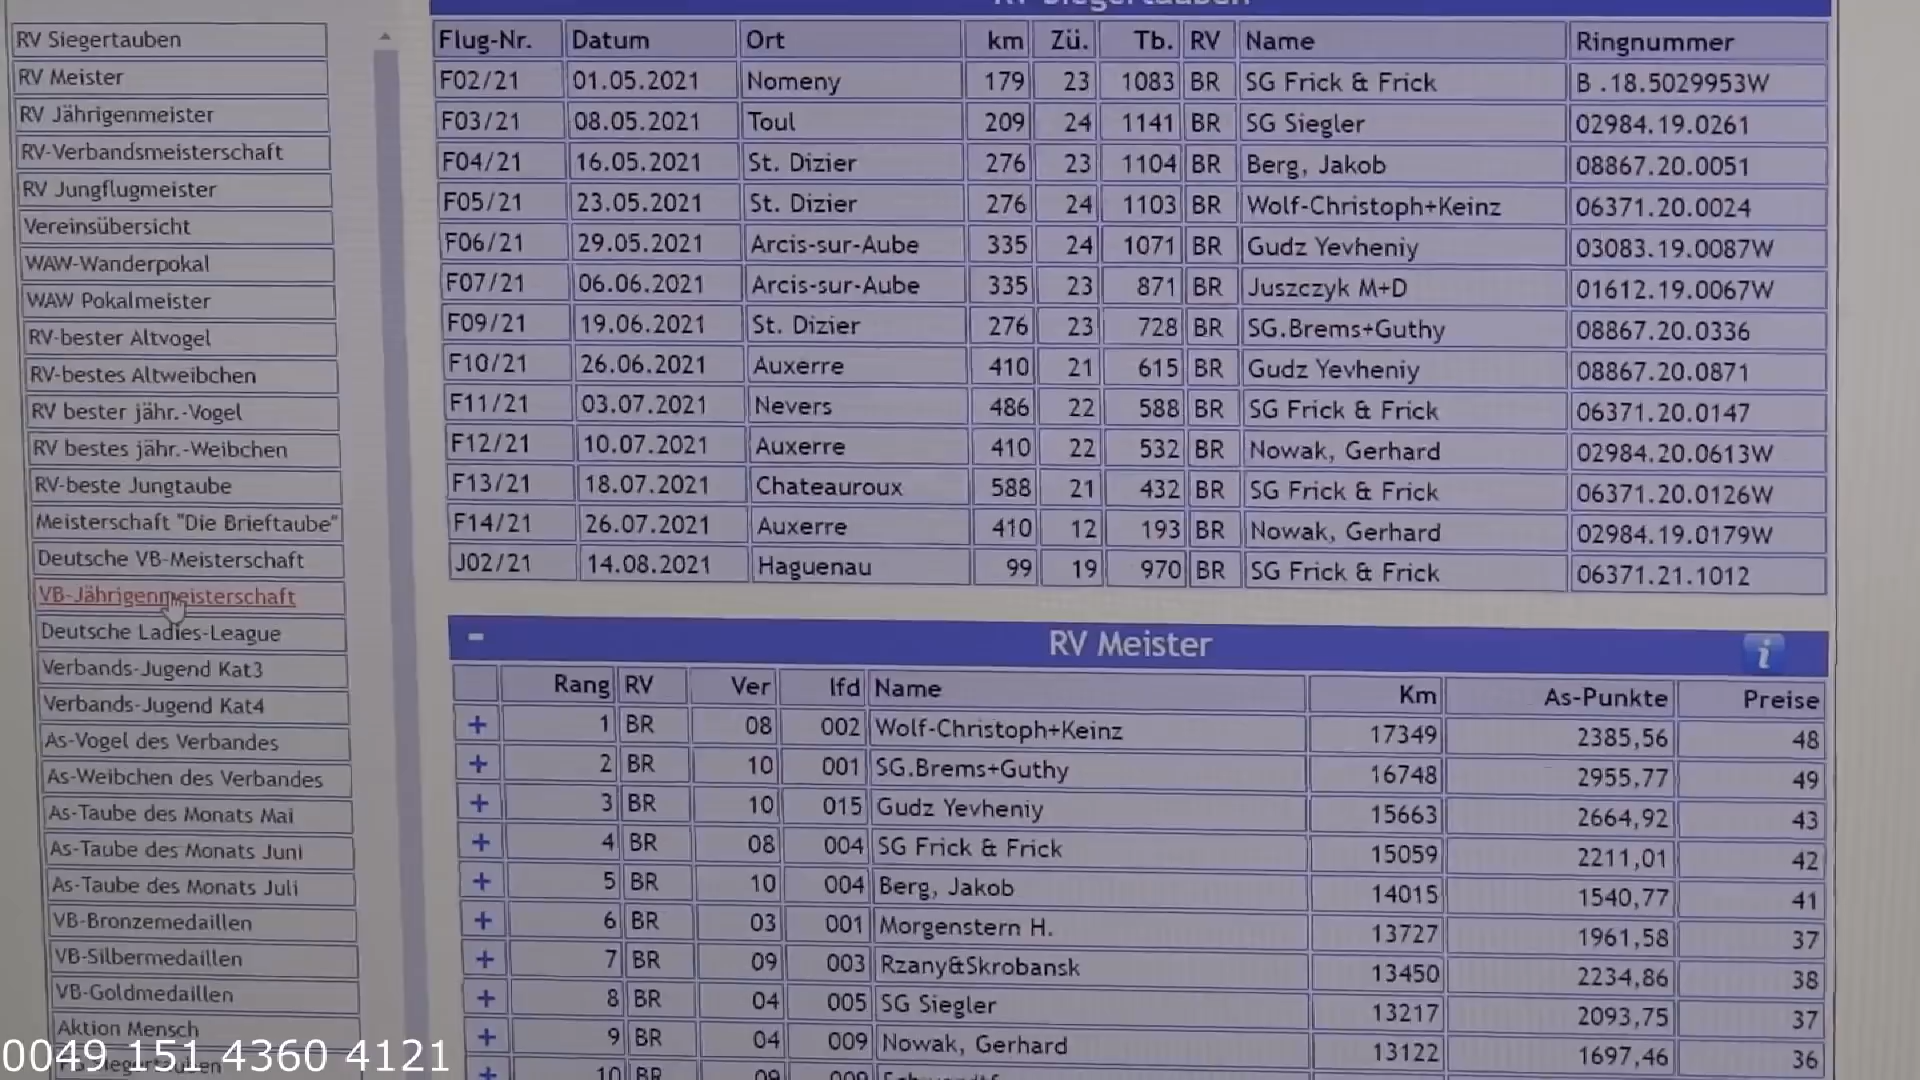 RV Siegertauben
RV Siegertauben
RV Meister
RV Jährigenmeister
RV-Verbandsmeisterschaft
RV Jungflugmeister
Vereinsübersicht
WAW-Wanderpokal
WAW Pokalmeister
RV-bester Altvogel
RV-bestes Altweibchen
RV bester jähr.-Vogel
RV bestes jähr.-Weibchen
RV-beste Jungtaube
Meisterschaft "Die Brieftaube"
Deutsche VB-Meisterschaft
VB-Jährigenmeisterschaft
Deutsche Ladies-League
Verbands-Jugend Kat3
Verbands-Jugend Kat4
As-Vogel des Verbandes
As-Weibchen des Verbandes
As-Taube des Monats Mai
As-Taube des Monats Juni
As-Taube des Monats Juli
VB-Bronzemedaillen
VB-Silbermedaillen
VB-Goldmedaillen
Aktion Mensch
0049 151 4360 4121
Flug-Nr. Datum Ort km Zü. Tb. RV Name Ringnummer
F02/21 01.05.2021 Nomeny 179 23 1083 BR SG Frick & Frick B .18.5029953W
F03/21 08.05.2021 Toul 209 24 1141 BR SG Siegler 02984.19.0261
F04/21 16.05.2021 St. Dizier 276 23 1104 BR Berg, Jakob 08867.20.0051
F05/21 23.05.2021 St. Dizier 276 24 1103 BR Wolf-Christoph+Keinz 06371.20.0024
F06/21 29.05.2021 Arcis-sur-Aube 335 24 1071 BR Gudz Yevheniy 03083.19.0087W
F07/21 06.06.2021 Arcis-sur-Aube 335 23 871 BR Juszczyk M+D 01612.19.0067W
F09/21 19.06.2021 St. Dizier 276 23 728 BR SG.Brems+Guthy 08867.20.0336
F10/21 26.06.2021 Auxerre 410 21 615 BR Gudz Yevheniy 08867.20.0871
F11/21 03.07.2021 Nevers 486 22 588 BR SG Frick & Frick 06371.20.0147
F12/21 10.07.2021 Auxerre 410 22 532 BR Nowak, Gerhard 02984.20.0613W
F13/21 18.07.2021 Chateauroux 588 21 432 BR SG Frick & Frick 06371.20.0126W
F14/21 26.07.2021 Auxerre 410 12 193 BR Nowak, Gerhard 02984.19.0179W
J02/21 14.08.2021 Haguenau 99 19 970 BR SG Frick & Frick 06371.21.1012
- RV Meister i
Rang RV Ver lfd Name Km As-Punkte Preise
+ 1 BR 08 002 Wolf-Christoph+Keinz 17349 2385,56 48
+ 2 BR 10 001 SG.Brems+Guthy 16748 2955,77 49
+ 3 BR 10 015 Gudz Yevheniy 15663 2664,92 43
+ 4 BR 08 004 SG Frick & Frick 15059 2211,01 42
+ 5 BR 10 004 Berg, Jakob 14015 1540,77 41
+ 6 BR 03 001 Morgenstern H. 13727 1961,58 37
+ 7 BR 09 003 Rzany&Skrobansk 13450 2234,86 38
+ 8 BR 04 005 SG Siegler 13217 2093,75 37
+ 9 BR 04 009 Nowak, Gerhard 13122 1697,46 36
+ 10 BR 09